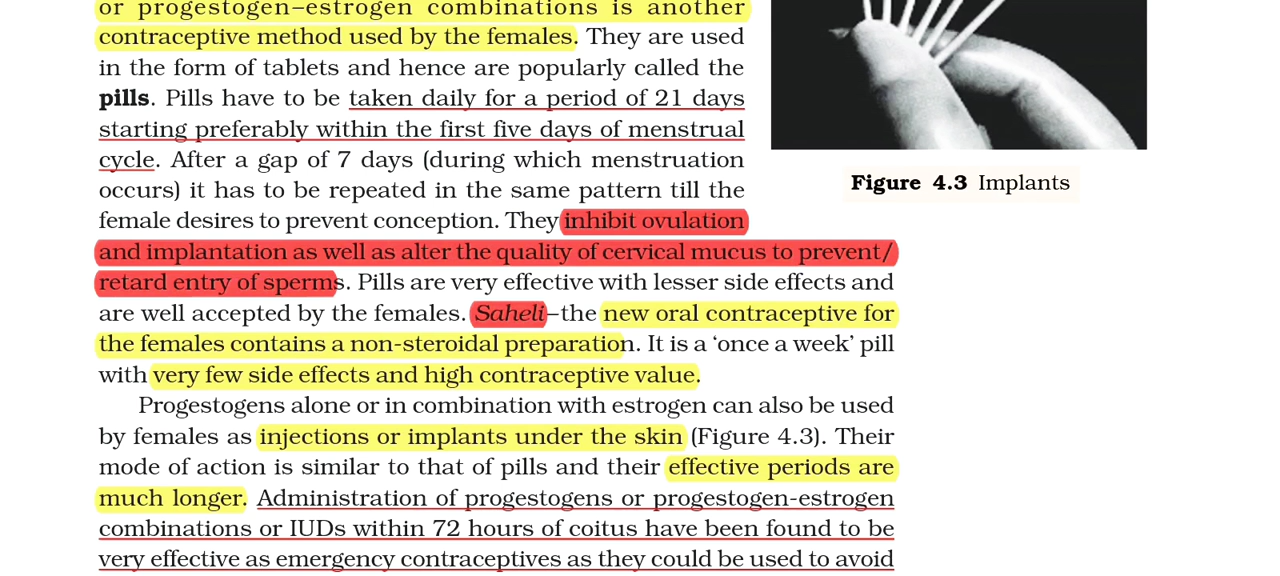 or progestogen–estrogen combinations is another
contraceptive method used by the females. They are used
in the form of tablets and hence are popularly called the
pills. Pills have to be taken daily for a period of 21 days
starting preferably within the first five days of menstrual
cycle. After a gap of 7 days (during which menstruation
occurs) it has to be repeated in the same pattern till the
female desires to prevent conception. They inhibit ovulation
and implantation as well as alter the quality of cervical mucus to prevent/
retard entry of sperms. Pills are very effective with lesser side effects and
are well accepted by the females. Saheli–the new oral contraceptive for
the females contains a non-steroidal preparation. It is a ‘once a week’ pill
with very few side effects and high contraceptive value.
Progestogens alone or in combination with estrogen can also be used
by females as injections or implants under the skin (Figure 4.3). Their
mode of action is similar to that of pills and their effective periods are
much longer. Administration of progestogens or progestogen-estrogen
combinations or IUDs within 72 hours of coitus have been found to be
very effective as emergency contraceptives as they could be used to avoid
Figure 4.3 Implants